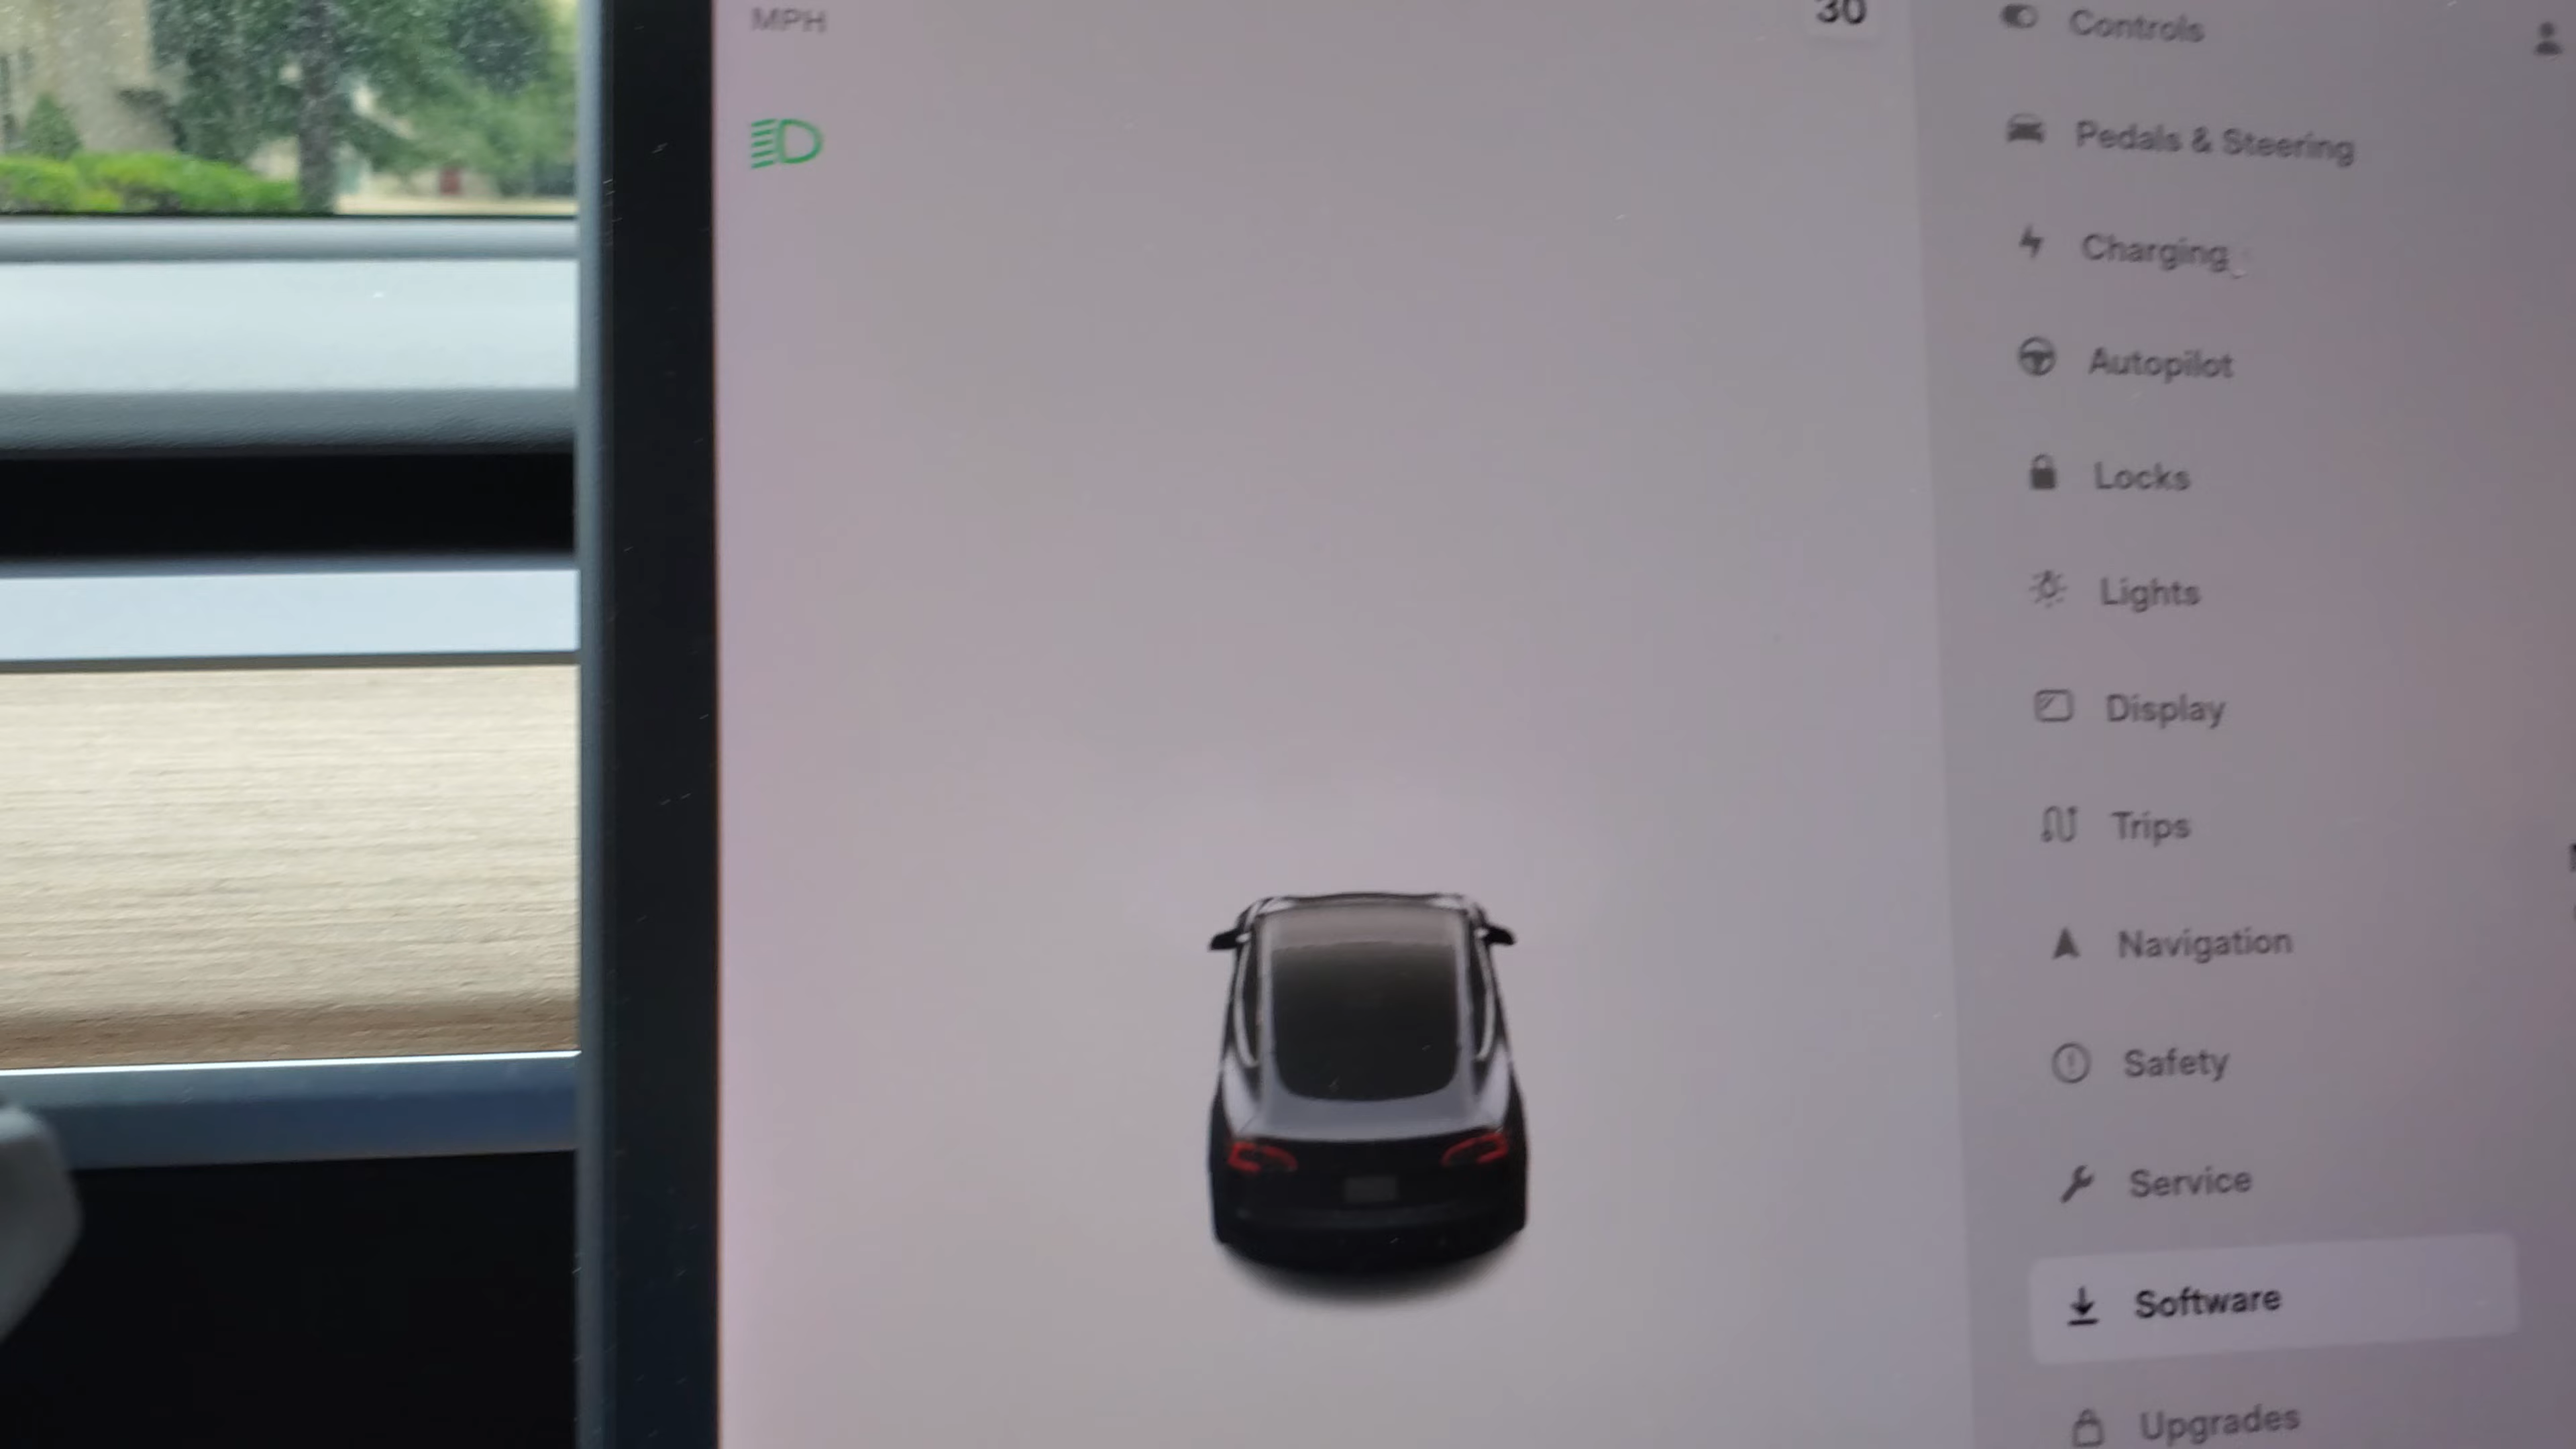 MPH
30
Controls
Pedals & Steering
Charging
Autopilot
Locks
Lights
Display
Trips
Navigation
Safety
Service
Software
Upgrades